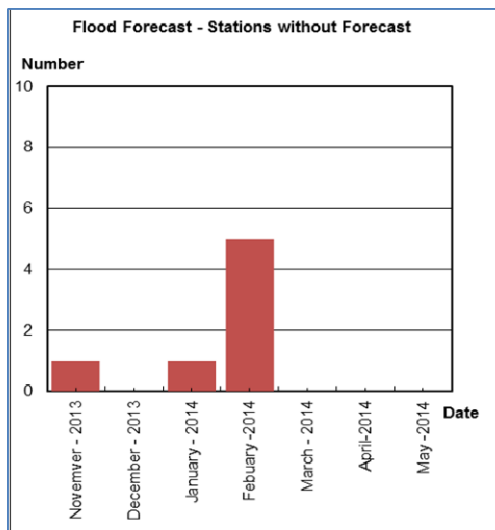 Flood Forecast - Stations without Forecast
Number
10
8
6
4
2
0
Date
Novemver - 2013
December - 2013
January - 2014
Febuary -2014
March - 2014
April-2014
May -2014